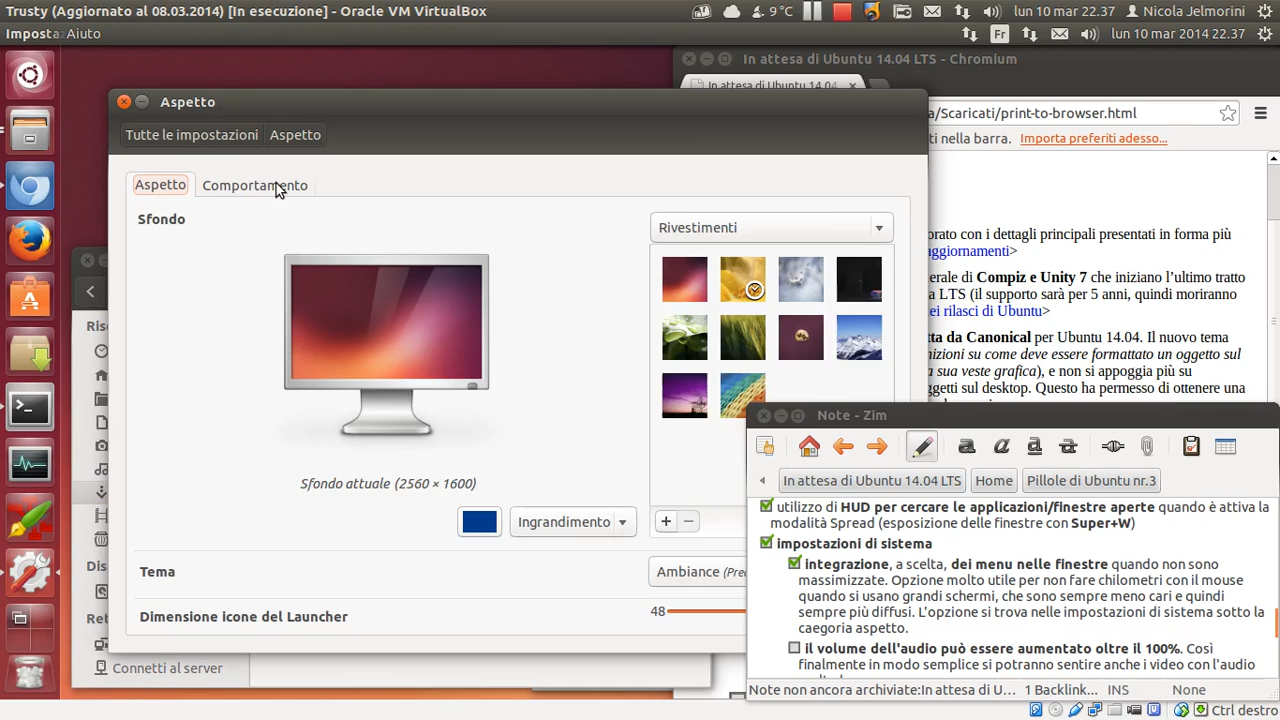 Trusty (Aggiornato al 08.03.2014) [In esecuzione] - Oracle VM VirtualBox
9 °C
lun 10 mar 22.37
Nicola Jelmorini
Aiuto
Fr
lun 10 mar 2014 22.37
In attesa di Ubuntu 14.04 LTS - Chromium
In attesa di Ubuntu 14.04
Aspetto
a/Scaricati/print-to-browser.html
Tutte le impostazioni
Aspetto
ti nella barra.
Importa preferiti adesso...
Aspetto
Comportamento
Sfondo
Rivestimenti
orato con i dettagli principali presentati in forma più
aggiornamenti>
erale di Compiz e Unity 7 che iniziano l’ultimo tratto
a LTS (il supporto sarà per 5 anni, quindi moriranno
lei rilasci di Ubuntu>
tta da Canonical per Ubuntu 14.04. Il nuovo tema
nizioni su come deve essere formattato un oggetto sul
a sua veste grafica), e non si appoggia più su
ggetti sul desktop. Questo ha permesso di ottenere una
Sfondo attuale (2560 × 1600)
Ingrandimento
Tema
Ambiance (Prec
Dimensione icone del Launcher
48
Connetti al server
Note - Zim
In attesa di Ubuntu 14.04 LTS
Home
Pillole di Ubuntu nr.3
utilizzo di HUD per cercare le applicazioni/finestre aperte quando è attiva la
modalità Spread (esposizione delle finestre con Super+W)
impostazioni di sistema
integrazione, a scelta, dei menu nelle finestre quando non sono
massimizzate. Opzione molto utile per non fare chilometri con il mouse
quando si usano grandi schermi, che sono sempre meno cari e quindi
sempre più diffusi. L'opzione si trova nelle impostazioni di sistema sotto la
caegoria aspetto.
il volume dell'audio può essere aumentato oltre il 100%. Così
finalmente in modo semplice si potranno sentire anche i video con l'audio
Note non ancora archiviate:In attesa di U...
1 Backlink...
INS
None
Ctrl destro